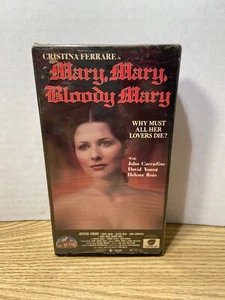 CRISTINA FERRARE in
Mary, Mary,
Bloody Mary
WHY MUST
ALL HER
LOVERS DIE?
With
John Carradine
David Young
Helena Rojo